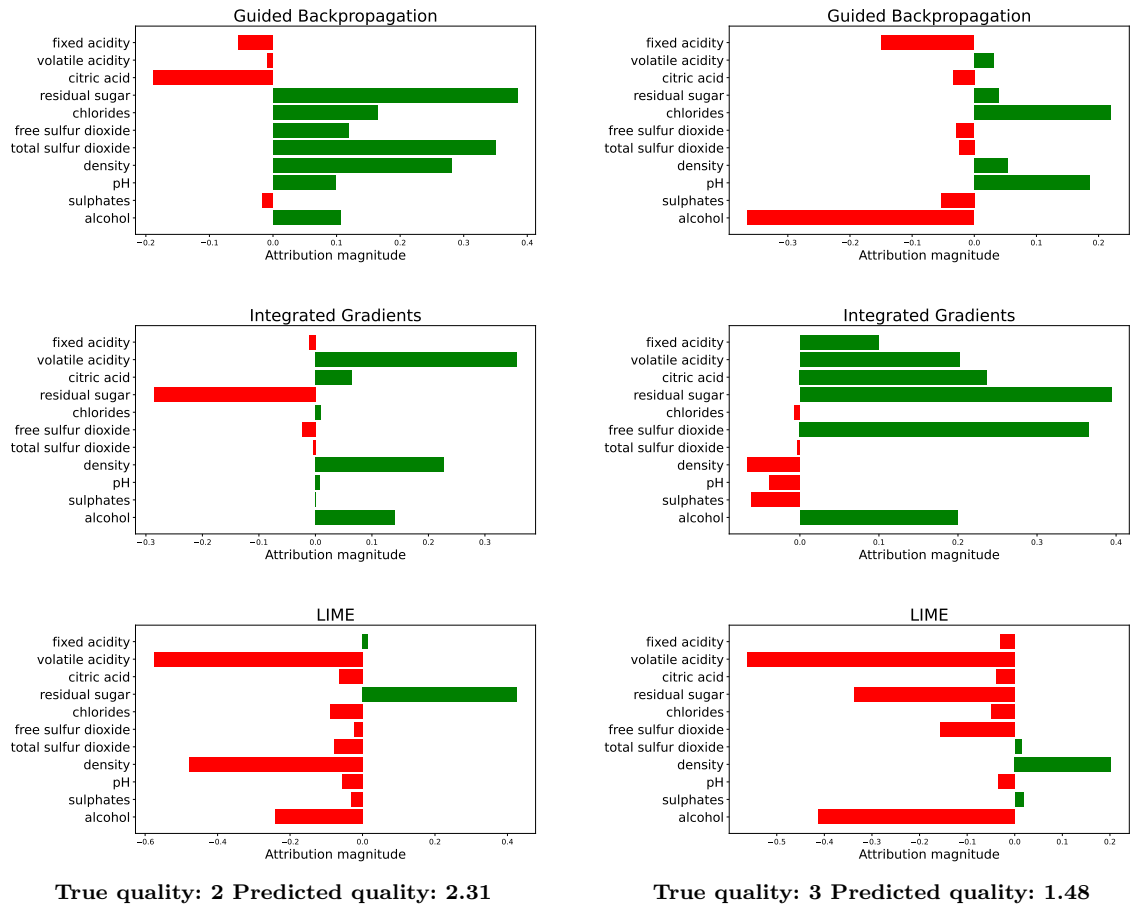 Guided Backpropagation
fixed acidity
volatile acidity
citric acid
residual sugar
chlorides
free sulfur dioxide
total sulfur dioxide
density
pH
sulphates
alcohol
−0.2 −0.1 0.0 0.1 0.2 0.3 0.4
Attribution magnitude
Guided Backpropagation
fixed acidity
volatile acidity
citric acid
residual sugar
chlorides
free sulfur dioxide
total sulfur dioxide
density
pH
sulphates
alcohol
−0.3 −0.2 −0.1 0.0 0.1 0.2
Attribution magnitude
Integrated Gradients
fixed acidity
volatile acidity
citric acid
residual sugar
chlorides
free sulfur dioxide
total sulfur dioxide
density
pH
sulphates
alcohol
−0.3 −0.2 −0.1 0.0 0.1 0.2 0.3
Attribution magnitude
Integrated Gradients
fixed acidity
volatile acidity
citric acid
residual sugar
chlorides
free sulfur dioxide
total sulfur dioxide
density
pH
sulphates
alcohol
0.0 0.1 0.2 0.3 0.4
Attribution magnitude
LIME
fixed acidity
volatile acidity
citric acid
residual sugar
chlorides
free sulfur dioxide
total sulfur dioxide
density
pH
sulphates
alcohol
−0.6 −0.4 −0.2 0.0 0.2 0.4
Attribution magnitude
LIME
fixed acidity
volatile acidity
citric acid
residual sugar
chlorides
free sulfur dioxide
total sulfur dioxide
density
pH
sulphates
alcohol
−0.5 −0.4 −0.3 −0.2 −0.1 0.0 0.1 0.2
Attribution magnitude
True quality: 2 Predicted quality: 2.31
True quality: 3 Predicted quality: 1.48